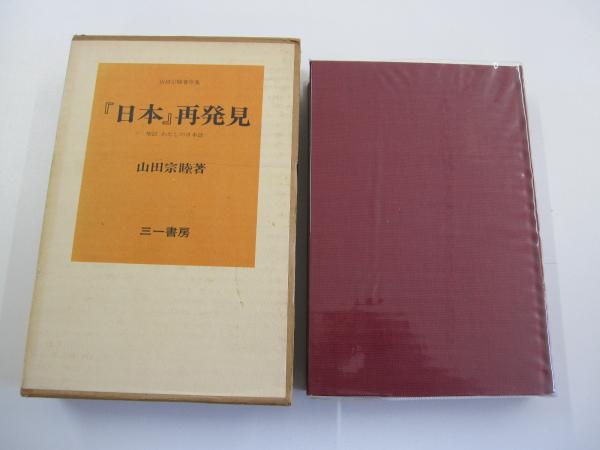 山田宗睦著作集
『日本』再発見
山田宗睦著
三一書房